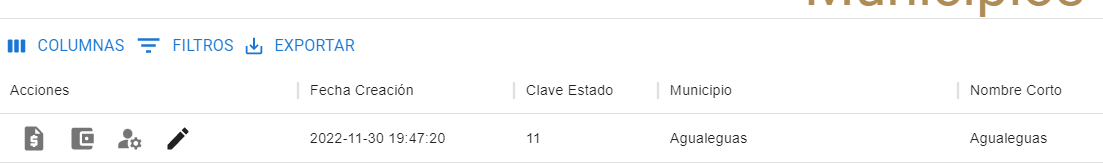 Municipios
COLUMNAS FILTROS EXPORTAR
Acciones Fecha Creación Clave Estado Municipio Nombre Corto
2022-11-30 19:47:20 11 Agualeguas Agualeguas